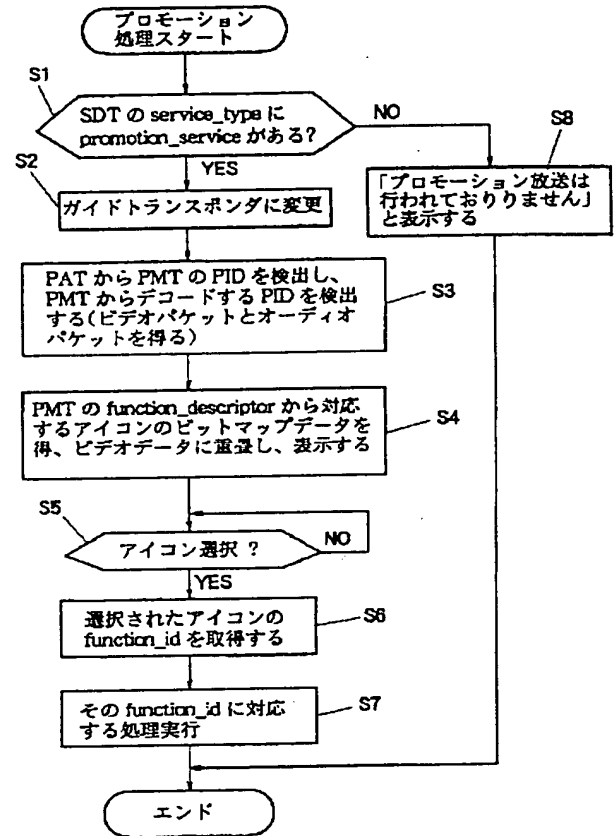 プロモーション
処理スタート
S1
SDT の service_type に
promotion_service がある?
NO
YES
S8
「プロモーション放送は
行われておりりません」
と表示する
S2
ガイドトランスポンダに変更
PAT から PMT の PID を検出し、
PMT からデコードする PID を検出
する(ビデオパケットとオーディオ
パケットを得る)
S3
PMT の function_descriptor から対応
するアイコンのビットマップデータを
得、ビデオデータに重畳し、表示する
S4
S5
アイコン選択 ?
NO
YES
選択されたアイコンの
function_id を取得する
S6
その function_id に対応
する処理実行
S7
エンド